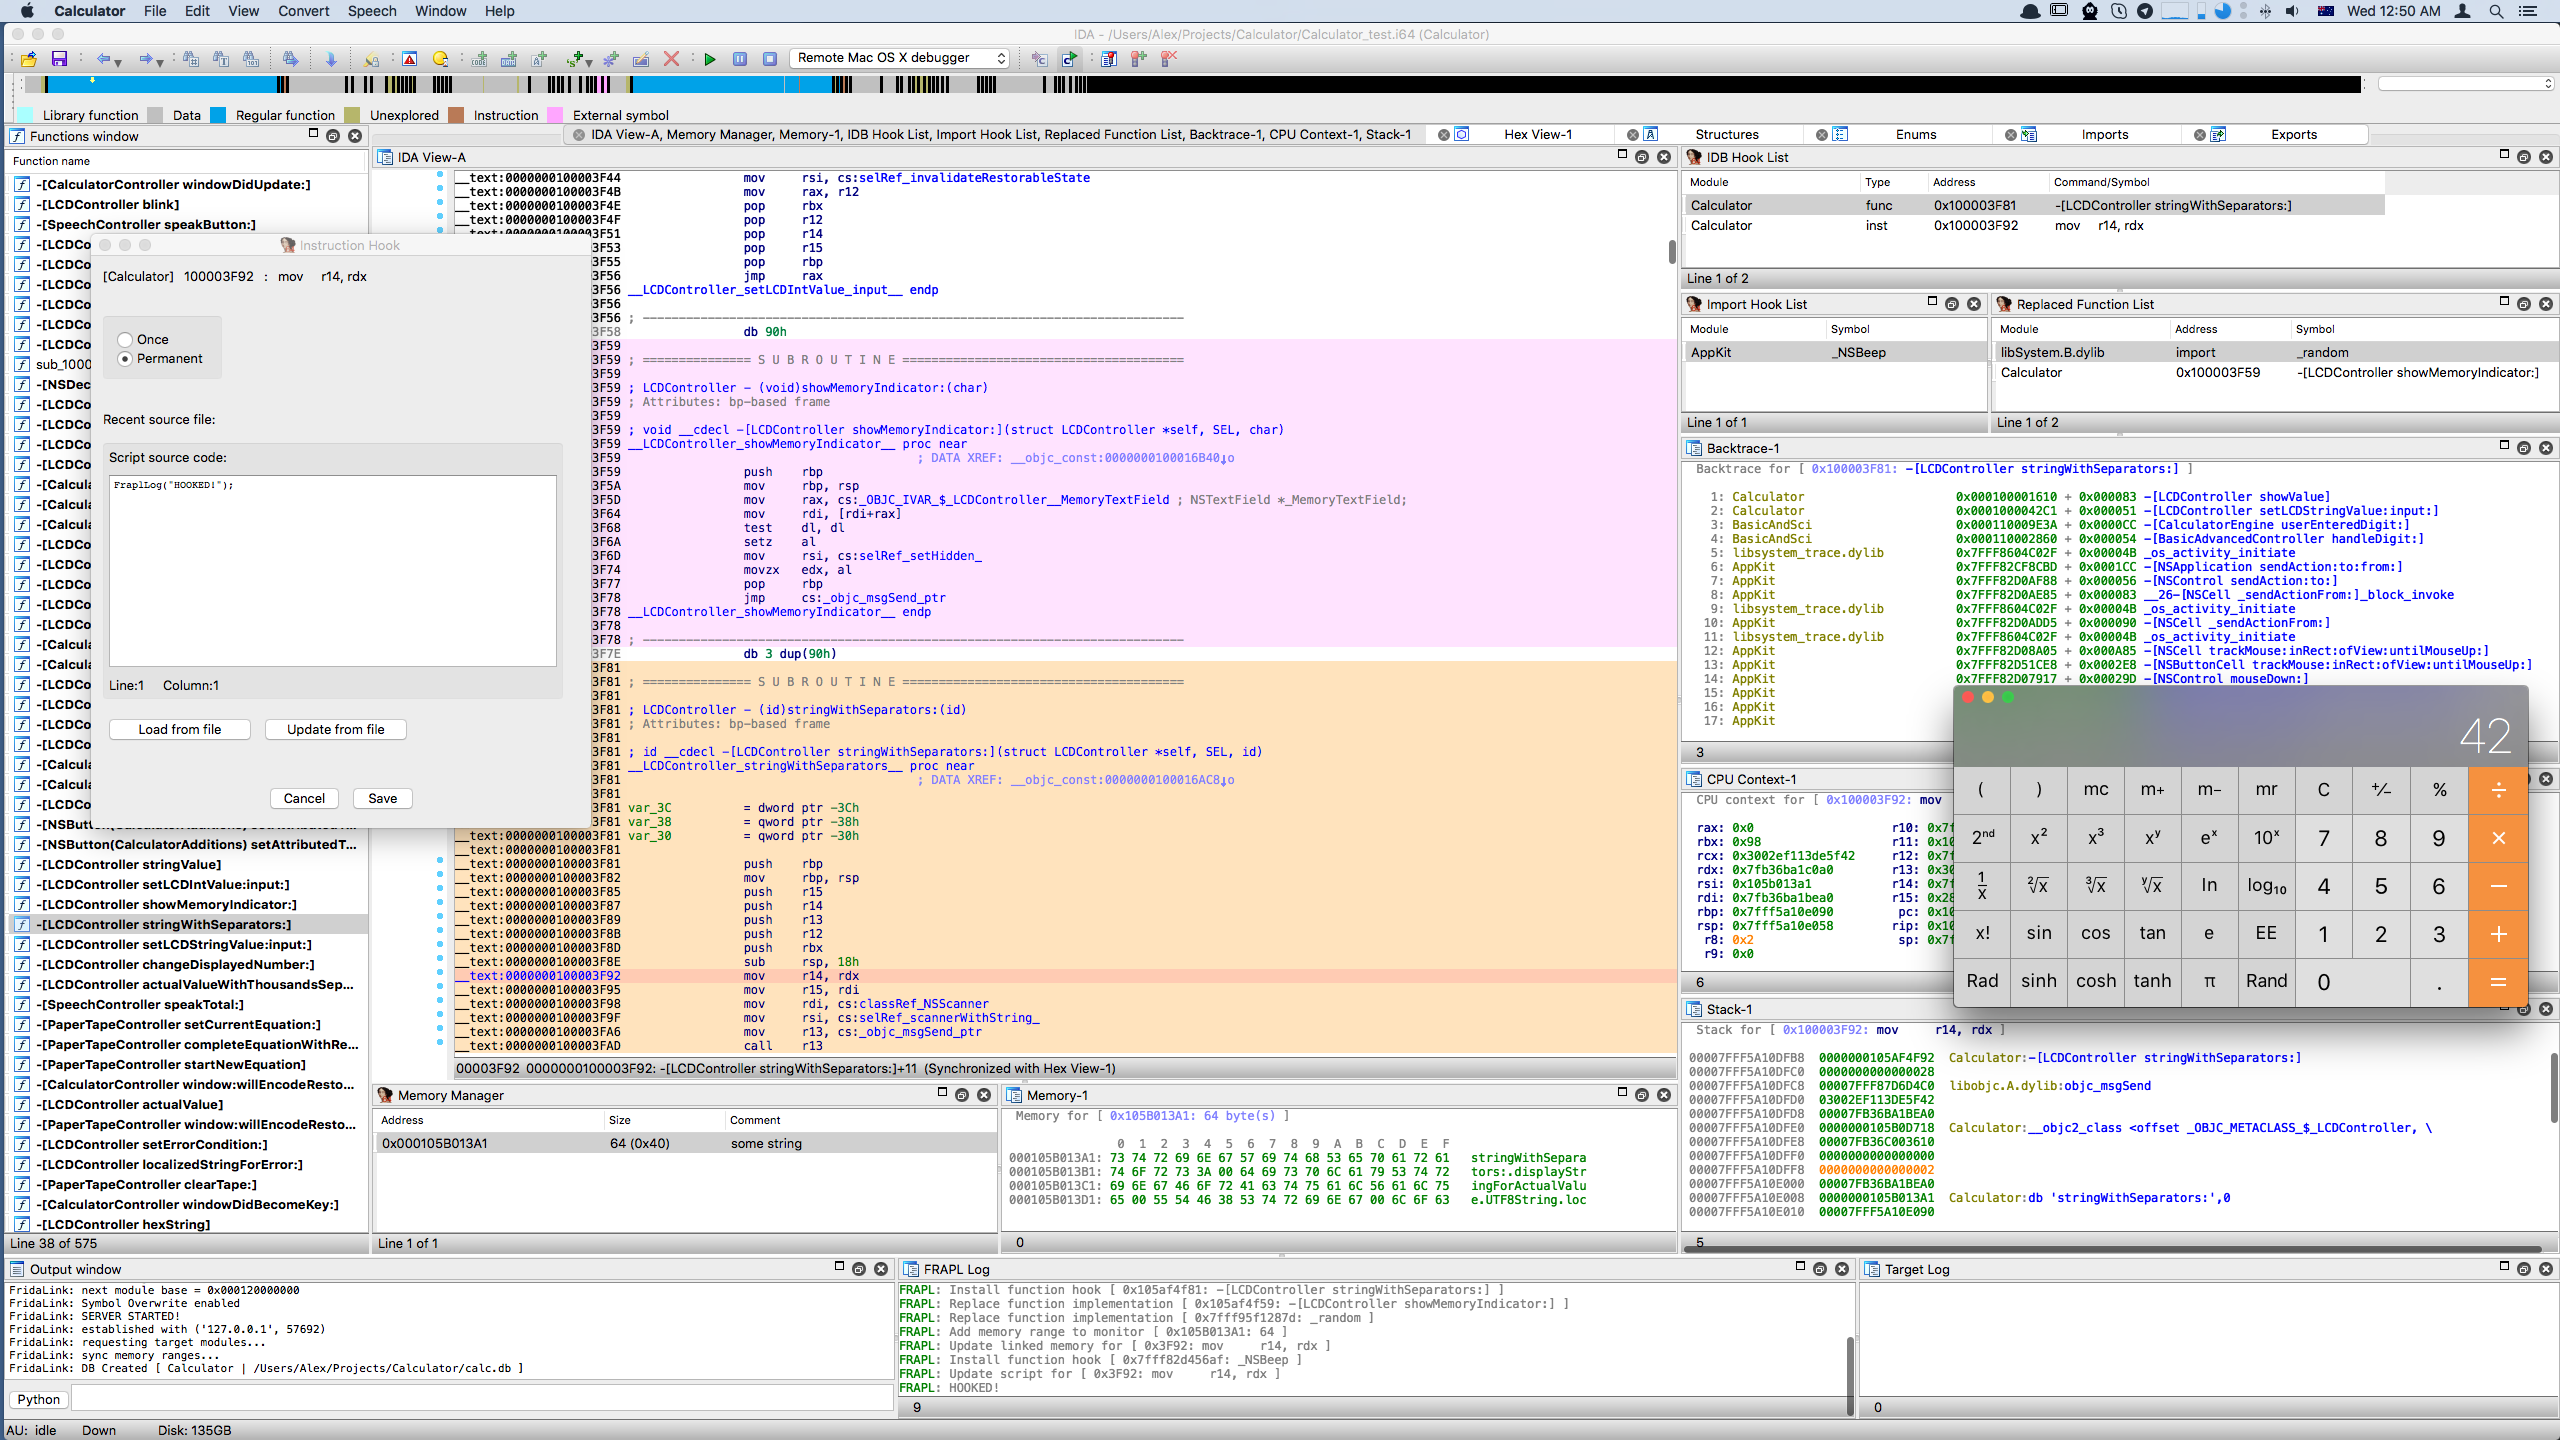 Calculator File Edit View Convert Speech Window Help Wed 12:50 AM
IDA - /Users/Alex/Projects/Calculator/Calculator_test.i64 (Calculator)
Remote Mac OS X debugger
Library function Data Regular function Unexplored Instruction External symbol
Functions window
Function name
-[CalculatorController windowDidUpdate:]
-[LCDController blink]
-[SpeechController speakButton:]
-[LCDCo
-[LCDCo
-[LCDCo
-[LCDCo
-[LCDCo
-[LCDCo
sub_1000
-[NSDec
-[LCDCo
-[LCDCo
-[LCDCo
-[LCDCo
-[Calcula
-[Calcula
-[Calcula
-[LCDCo
-[LCDCo
-[LCDCo
-[LCDCo
-[LCDCo
-[Calcula
-[Calcula
-[LCDCo
-[LCDCo
-[LCDCo
-[LCDCo
-[Calcula
-[Calcula
-[LCDCo
-[NSButton(CalculatorAdditions) setAttributedT...
-[LCDController stringValue]
-[LCDController setLCDIntValue:input:]
-[LCDController showMemoryIndicator:]
-[LCDController stringWithSeparators:]
-[LCDController setLCDStringValue:input:]
-[LCDController changeDisplayedNumber:]
-[LCDController actualValueWithThousandsSep...
-[SpeechController speakTotal:]
-[PaperTapeController setCurrentEquation:]
-[PaperTapeController completeEquationWithRe...
-[PaperTapeController startNewEquation]
-[CalculatorController window:willEncodeResto...
-[LCDController actualValue]
-[PaperTapeController window:willEncodeResto...
-[LCDController setErrorCondition:]
-[LCDController localizedStringForError:]
-[PaperTapeController clearTape:]
-[CalculatorController windowDidBecomeKey:]
-[LCDController hexString]
Line 38 of 575
Instruction Hook
[Calculator] 100003F92 : mov r14, rdx
Once
Permanent
Recent source file:
Script source code:
FraplLog("HOOKED!");
Line:1 Column:1
Load from file Update from file
Cancel Save
IDA View-A, Memory Manager, Memory-1, IDB Hook List, Import Hook List, Replaced Function List, Backtrace-1, CPU Context-1, Stack-1 Hex View-1 Structures Enums Imports Exports
IDA View-A
__text:0000000100003F44 mov rsi, cs:selRef_invalidateRestorableState
__text:0000000100003F4B mov rax, r12
__text:0000000100003F4E pop rbx
__text:0000000100003F4F pop r12
__text:0000000100003F51 pop r14
3F53 pop r15
3F55 pop rbp
3F56 jmp rax
3F56 __LCDController_setLCDIntValue_input__ endp
3F56
3F56 ; ---------------------------------------------------------------------------
3F58 db 90h
3F59
3F59 ; =============== S U B R O U T I N E =======================================
3F59
3F59 ; LCDController - (void)showMemoryIndicator:(char)
3F59 ; Attributes: bp-based frame
3F59
3F59 ; void __cdecl -[LCDController showMemoryIndicator:](struct LCDController *self, SEL, char)
3F59 __LCDController_showMemoryIndicator__ proc near
3F59 ; DATA XREF: __objc_const:0000000100016B40↓o
3F59 push rbp
3F5A mov rbp, rsp
3F5D mov rax, cs:_OBJC_IVAR_$_LCDController__MemoryTextField ; NSTextField *_MemoryTextField;
3F64 mov rdi, [rdi+rax]
3F68 test dl, dl
3F6A setz al
3F6D mov rsi, cs:selRef_setHidden_
3F74 movzx edx, al
3F77 pop rbp
3F78 jmp cs:_objc_msgSend_ptr
3F78 __LCDController_showMemoryIndicator__ endp
3F78
3F78 ; ---------------------------------------------------------------------------
3F7E db 3 dup(90h)
3F81
3F81 ; =============== S U B R O U T I N E =======================================
3F81
3F81 ; LCDController - (id)stringWithSeparators:(id)
3F81 ; Attributes: bp-based frame
3F81
3F81 ; id __cdecl -[LCDController stringWithSeparators:](struct LCDController *self, SEL, id)
3F81 __LCDController_stringWithSeparators__ proc near
3F81 ; DATA XREF: __objc_const:0000000100016AC8↓o
3F81
3F81 var_3C = dword ptr -3Ch
3F81 var_38 = qword ptr -38h
__text:0000000100003F81 var_30 = qword ptr -30h
__text:0000000100003F81
__text:0000000100003F81 push rbp
__text:0000000100003F82 mov rbp, rsp
__text:0000000100003F85 push r15
__text:0000000100003F87 push r14
__text:0000000100003F89 push r13
__text:0000000100003F8B push r12
__text:0000000100003F8D push rbx
__text:0000000100003F8E sub rsp, 18h
__text:0000000100003F92 mov r14, rdx
__text:0000000100003F95 mov r15, rdi
__text:0000000100003F98 mov rdi, cs:classRef_NSScanner
__text:0000000100003F9F mov rsi, cs:selRef_scannerWithString_
__text:0000000100003FA6 mov r13, cs:_objc_msgSend_ptr
__text:0000000100003FAD call r13
00003F92 0000000100003F92: -[LCDController stringWithSeparators:]+11 (Synchronized with Hex View-1)
Memory Manager
Address Size Comment
0x000105B013A1 64 (0x40) some string
Line 1 of 1
Memory-1
Memory for [ 0x105B013A1: 64 byte(s) ]
0 1 2 3 4 5 6 7 8 9 A B C D E F
000105B013A1: 73 74 72 69 6E 67 57 69 74 68 53 65 70 61 72 61 stringWithSepara
000105B013B1: 74 6F 72 73 3A 00 64 69 73 70 6C 61 79 53 74 72 tors:.displayStr
000105B013C1: 69 6E 67 46 6F 72 41 63 74 75 61 6C 56 61 6C 75 ingForActualValu
000105B013D1: 65 00 55 54 46 38 53 74 72 69 6E 67 00 6C 6F 63 e.UTF8String.loc
0
IDB Hook List
Module Type Address Command/Symbol
Calculator func 0x100003F81 -[LCDController stringWithSeparators:]
Calculator inst 0x100003F92 mov r14, rdx
Line 1 of 2
Import Hook List
Module Symbol
AppKit _NSBeep
Line 1 of 1
Replaced Function List
Module Address Symbol
libSystem.B.dylib import _random
Calculator 0x100003F59 -[LCDController showMemoryIndicator:]
Line 1 of 2
Backtrace-1
Backtrace for [ 0x100003F81: -[LCDController stringWithSeparators:] ]
1: Calculator 0x000100001610 + 0x000083 -[LCDController showValue]
2: Calculator 0x0001000042C1 + 0x000051 -[LCDController setLCDStringValue:input:]
3: BasicAndSci 0x000110009E3A + 0x0000CC -[CalculatorEngine userEnteredDigit:]
4: BasicAndSci 0x000110002860 + 0x000054 -[BasicAdvancedController handleDigit:]
5: libsystem_trace.dylib 0x7FFF8604C02F + 0x00004B _os_activity_initiate
6: AppKit 0x7FFF82CF8CBD + 0x0001CC -[NSApplication sendAction:to:from:]
7: AppKit 0x7FFF82D0AF88 + 0x000056 -[NSControl sendAction:to:]
8: AppKit 0x7FFF82D0AE85 + 0x000083 __26-[NSCell _sendActionFrom:]_block_invoke
9: libsystem_trace.dylib 0x7FFF8604C02F + 0x00004B _os_activity_initiate
10: AppKit 0x7FFF82D0ADD5 + 0x000090 -[NSCell _sendActionFrom:]
11: libsystem_trace.dylib 0x7FFF8604C02F + 0x00004B _os_activity_initiate
12: AppKit 0x7FFF82D08A05 + 0x000A85 -[NSCell trackMouse:inRect:ofView:untilMouseUp:]
13: AppKit 0x7FFF82D51CE8 + 0x0002E8 -[NSButtonCell trackMouse:inRect:ofView:untilMouseUp:]
14: AppKit 0x7FFF82D07917 + 0x00029D -[NSControl mouseDown:]
15: AppKit
16: AppKit
17: AppKit
3
CPU Context-1
CPU context for [ 0x100003F92: mov
rax: 0x0 r10: 0x7f
rbx: 0x98 r11: 0x10
rcx: 0x3002ef113de5f42 r12: 0x7f
rdx: 0x7fb36ba1c0a0 r13: 0x30
rsi: 0x105b013a1 r14: 0x7f
rdi: 0x7fb36ba1bea0 r15: 0x28
rbp: 0x7fff5a10e090 pc: 0x10
rsp: 0x7fff5a10e058 rip: 0x10
r8: 0x2 sp: 0x7f
r9: 0x0
6
42
( ) mc m+ m- mr C +/- % ÷
2nd x² x³ xʸ eˣ 10ˣ 7 8 9 ×
1/x ²√x ³√x ʸ√x ln log₁₀ 4 5 6 −
x! sin cos tan e EE 1 2 3 +
Rad sinh cosh tanh π Rand 0 . =
Stack-1
Stack for [ 0x100003F92: mov r14, rdx ]
00007FFF5A10DFB8 0000000105AF4F92 Calculator:-[LCDController stringWithSeparators:]
00007FFF5A10DFC0 0000000000000028
00007FFF5A10DFC8 00007FFF87D6D4C0 libobjc.A.dylib:objc_msgSend
00007FFF5A10DFD0 03002EF113DE5F42
00007FFF5A10DFD8 00007FB36BA1BEA0
00007FFF5A10DFE0 0000000105B0D718 Calculator:__objc2_class <offset _OBJC_METACLASS_$_LCDController, \
00007FFF5A10DFE8 00007FB36C003610
00007FFF5A10DFF0 0000000000000000
00007FFF5A10DFF8 0000000000000002
00007FFF5A10E000 00007FB36BA1BEA0
00007FFF5A10E008 0000000105B013A1 Calculator:db 'stringWithSeparators:',0
00007FFF5A10E010 00007FFF5A10E090
5
Output window
FridaLink: next module base = 0x000120000000
FridaLink: Symbol Overwrite enabled
FridaLink: SERVER STARTED!
FridaLink: established with ('127.0.0.1', 57692)
FridaLink: requesting target modules...
FridaLink: sync memory ranges...
FridaLink: DB Created [ Calculator | /Users/Alex/Projects/Calculator/calc.db ]
Python
FRAPL Log
FRAPL: Install function hook [ 0x105af4f81: -[LCDController stringWithSeparators:] ]
FRAPL: Replace function implementation [ 0x105af4f59: -[LCDController showMemoryIndicator:] ]
FRAPL: Replace function implementation [ 0x7fff95f1287d: _random ]
FRAPL: Add memory range to monitor [ 0x105B013A1: 64 ]
FRAPL: Update linked memory for [ 0x3F92: mov r14, rdx ]
FRAPL: Install function hook [ 0x7fff82d456af: _NSBeep ]
FRAPL: Update script for [ 0x3F92: mov r14, rdx ]
FRAPL: HOOKED!
9
Target Log
0
AU: idle Down Disk: 135GB